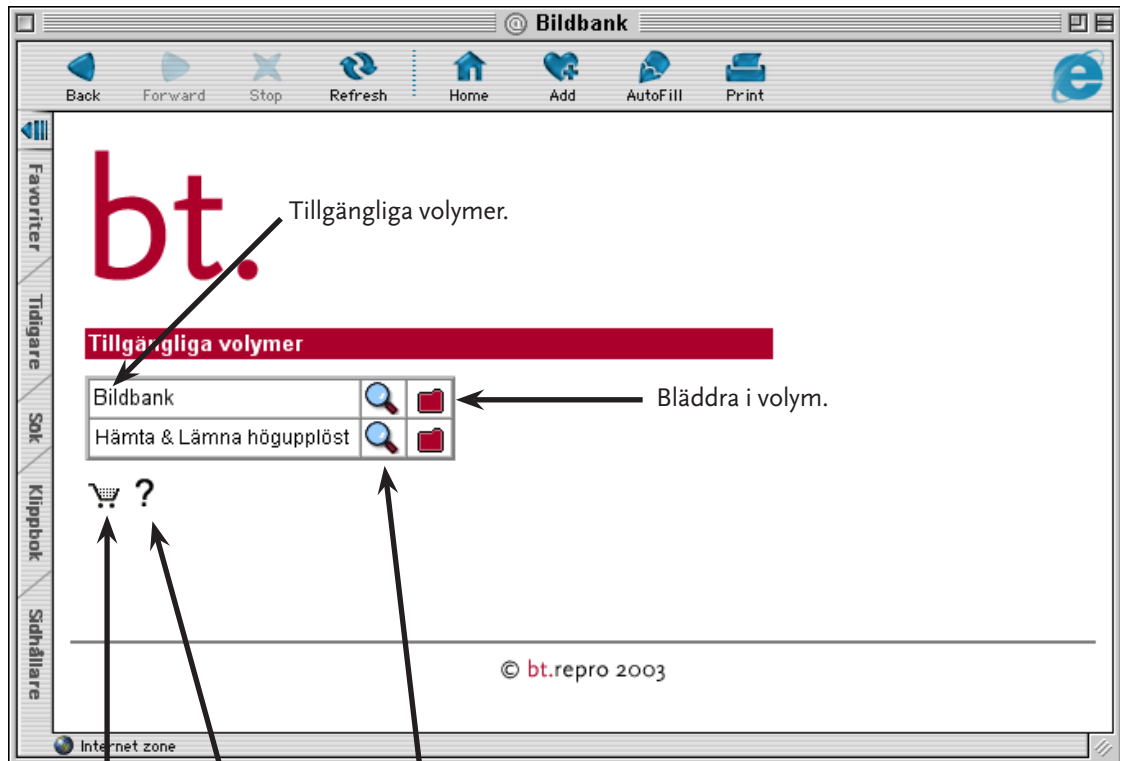 Bildbank
Back Forward Stop Refresh Home Add AutoFill Print
Favoriter
Tidigare
Sök
Klippbok
Sidhållare
bt.
Tillgängliga volymer.
Tillgängliga volymer
Bildbank
Bläddra i volym.
Hämta & Lämna högupplöst
?
© bt.repro 2003
Internet zone